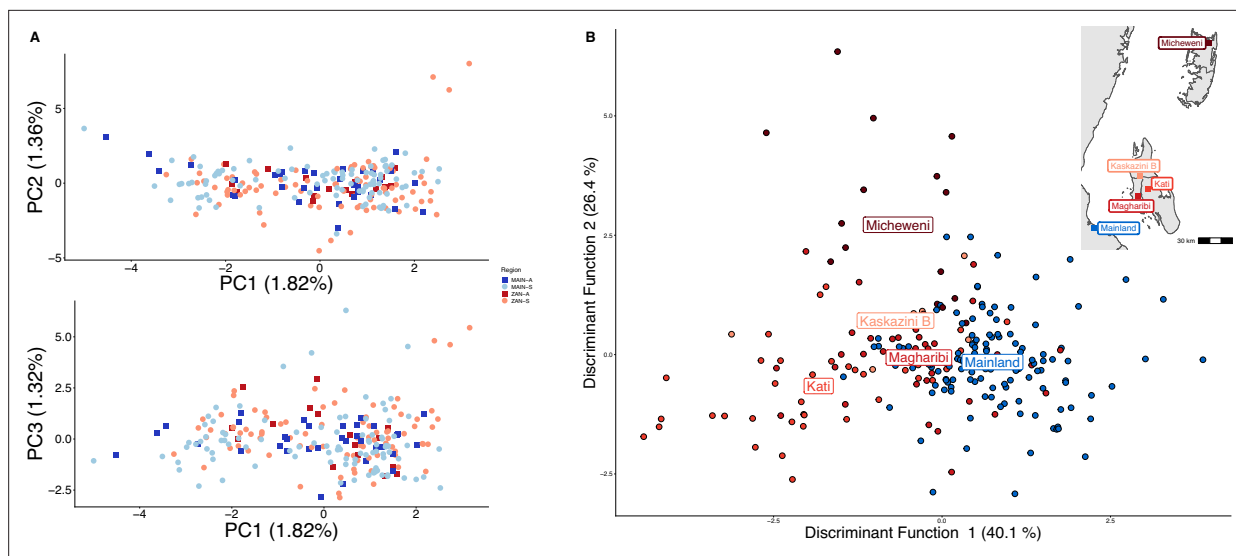 A
PC2 (1.36%)
5
0
−5
−4
−2
0
2
PC1 (1.82%)
Region
MAIN−A
MAIN−S
ZAN−A
ZAN−S
PC3 (1.32%)
5.0
2.5
0.0
−2.5
−4
−2
0
2
PC1 (1.82%)
B
Discriminant Function 2 (26.4 %)
5.0
2.5
0.0
−2.5
−2.5
0.0
2.5
Discriminant Function 1 (40.1 %)
Micheweni
Kaskazini B
Magharibi
Mainland
Kati
Micheweni
Kaskazini B
Kati
Magharibi
Mainland
30 km